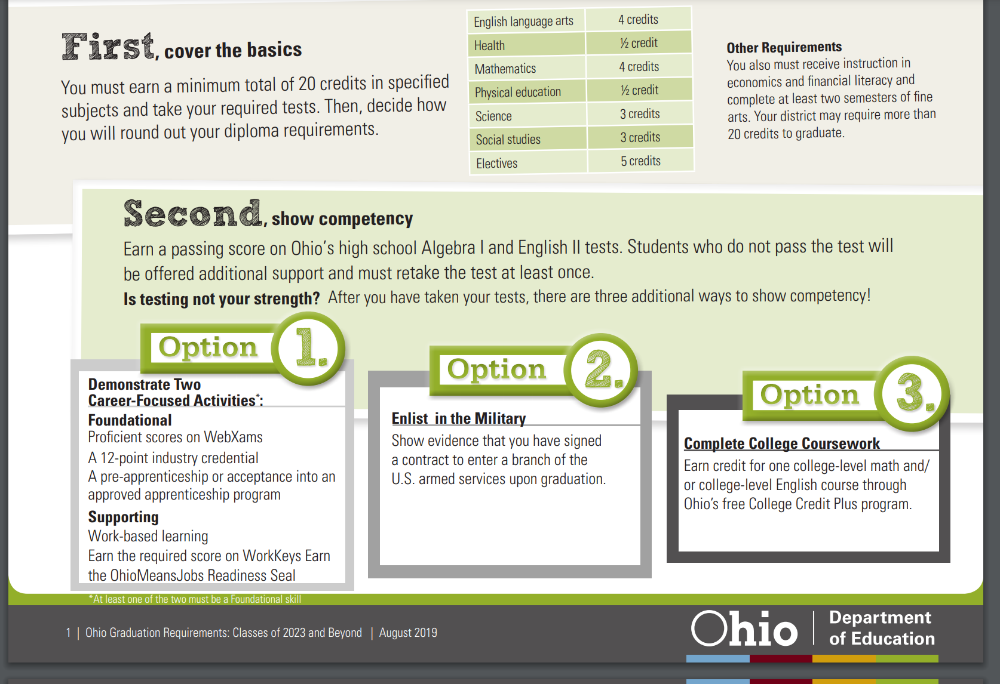 First, cover the basics
You must earn a minimum total of 20 credits in specified
subjects and take your required tests. Then, decide how
you will round out your diploma requirements.
English language arts 4 credits
Health ½ credit
Mathematics 4 credits
Physical education ½ credit
Science 3 credits
Social studies 3 credits
Electives 5 credits
Other Requirements
You also must receive instruction in
economics and financial literacy and
complete at least two semesters of fine
arts. Your district may require more than
20 credits to graduate.
Second, show competency
Earn a passing score on Ohio's high school Algebra I and English II tests. Students who do not pass the test will
be offered additional support and must retake the test at least once.
Is testing not your strength? After you have taken your tests, there are three additional ways to show competency!
Option 1.
Demonstrate Two
Career-Focused Activities*:
Foundational
Proficient scores on WebXams
A 12-point industry credential
A pre-apprenticeship or acceptance into an
approved apprenticeship program
Supporting
Work-based learning
Earn the required score on WorkKeys Earn
the OhioMeansJobs Readiness Seal
*At least one of the two must be a Foundational skill
Option 2.
Enlist in the Military
Show evidence that you have signed
a contract to enter a branch of the
U.S. armed services upon graduation.
Option 3.
Complete College Coursework
Earn credit for one college-level math and/
or college-level English course through
Ohio's free College Credit Plus program.
1 | Ohio Graduation Requirements: Classes of 2023 and Beyond | August 2019
Ohio | Department
of Education